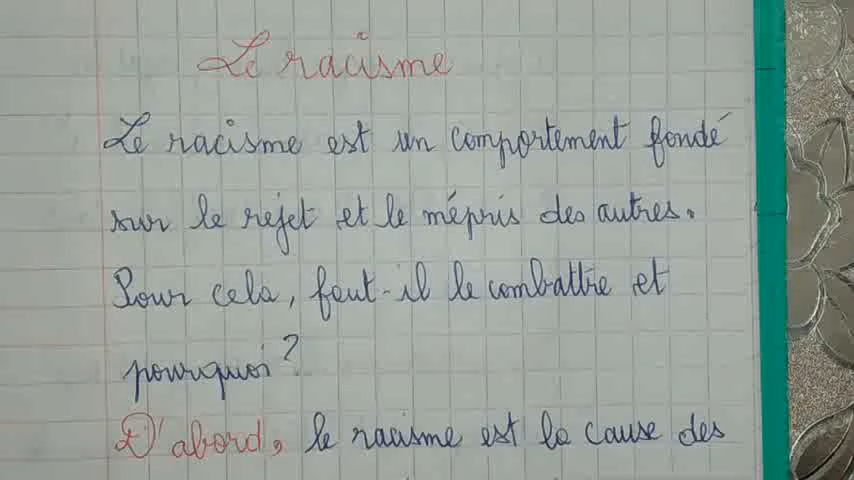 Le racisme
Le racisme est un comportement fondé
sur le rejet et le mépris des autres.
Pour cela, faut-il le combattre et
pourquoi ?
D'abord, le racisme est la cause des